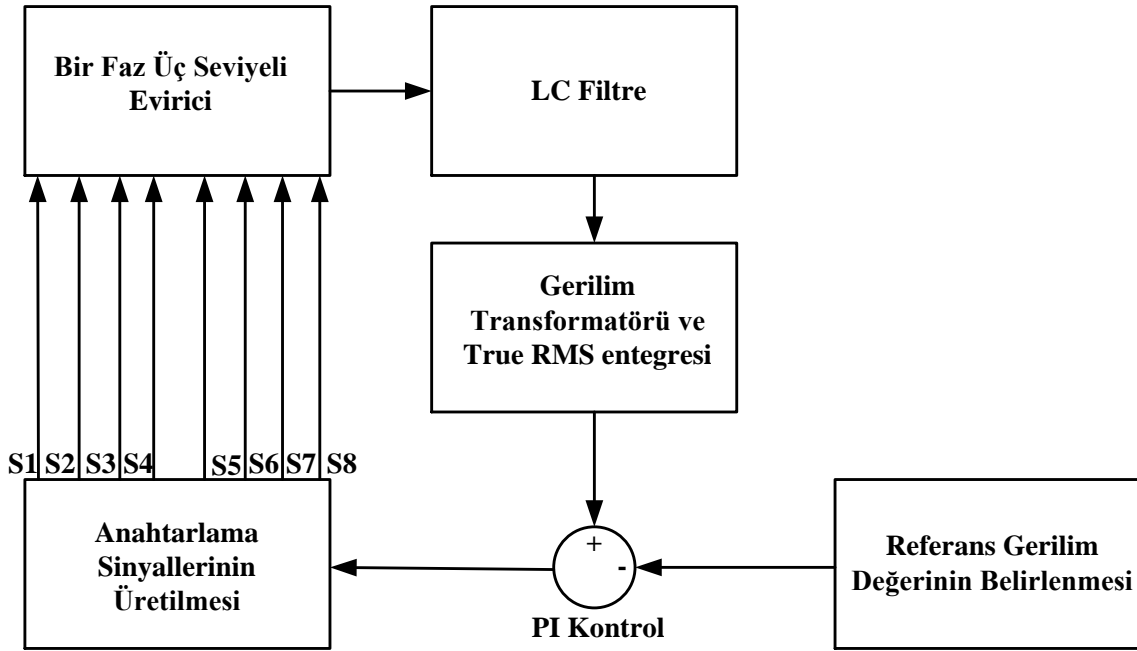 Bir Faz Üç Seviyeli
Evirici
LC Filtre
Gerilim
Transformatörü ve
True RMS entegresi
S1 S2 S3 S4 S5 S6 S7 S8
Anahtarlama
Sinyallerinin
Üretilmesi
+
-
PI Kontrol
Referans Gerilim
Değerinin Belirlenmesi